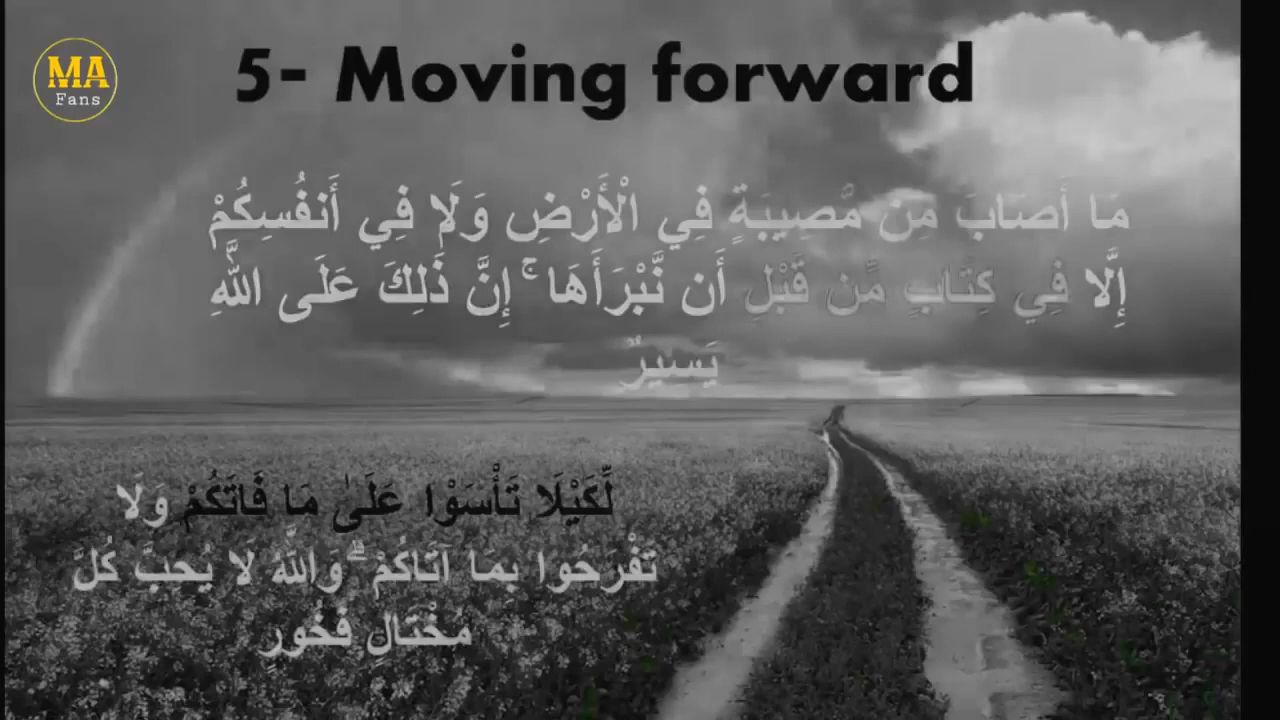 MA
Fans
5- Moving forward
مَا أَصَابَ مِن مُّصِيبَةٍ فِي الْأَرْضِ وَلَا فِي أَنفُسِكُمْ
إِلَّا فِي كِتَابٍ مِّن قَبْلِ أَن نَّبْرَأَهَا ۚ إِنَّ ذَٰلِكَ عَلَى اللَّهِ
يَسِيرٌ
لِّكَيْلَا تَأْسَوْا عَلَىٰ مَا فَاتَكُمْ وَلَا
تَفْرَحُوا بِمَا آتَاكُمْ ۗ وَاللَّهُ لَا يُحِبُّ كُلَّ
مُخْتَالٍ فَخُورٍ